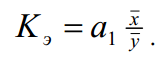 Kэ = a₁ x̄/ȳ .